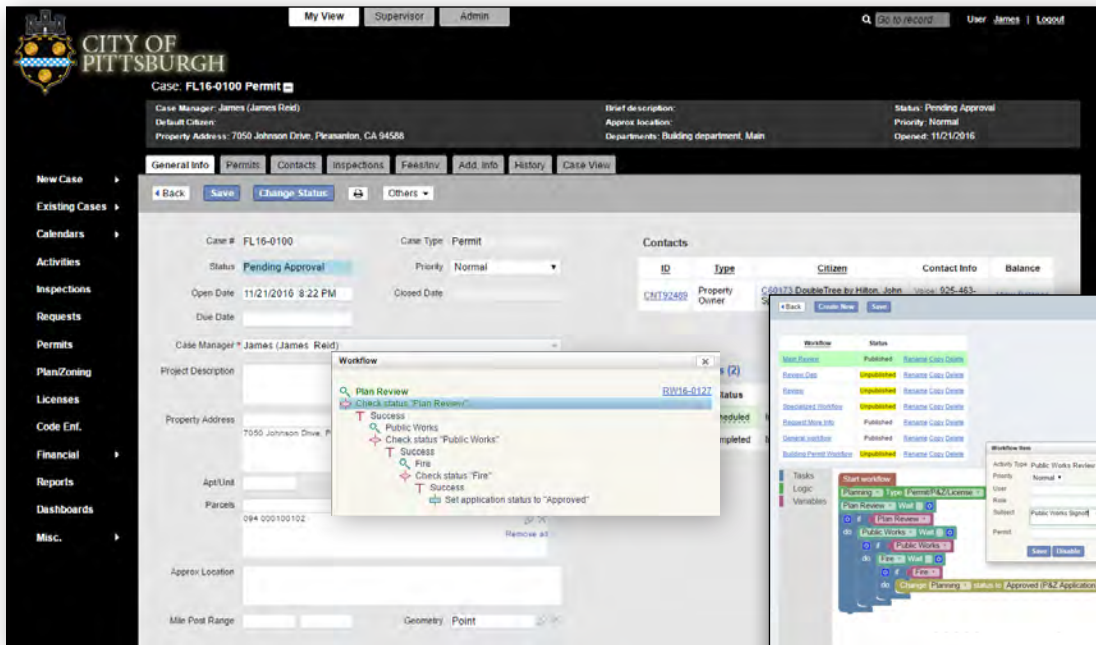 My View Supervisor Admin
Go to record User James | Logout
CITY OF
PITTSBURGH
Case: FL16-0100 Permit
Case Manager: James (James Reid) Brief description: Status: Pending Approval
Default Citizen: Approx location: Priority: Normal
Property Address: 7050 Johnson Drive, Pleasanton, CA 94588 Departments: Building department, Main Opened: 11/21/2016
General Info Permits Contacts Inspections Fees/Inv Add. Info History Case View
Back Save Change Status Others
New Case
Existing Cases
Calendars
Activities
Inspections
Requests
Permits
Plan/Zoning
Licenses
Code Enf.
Financial
Reports
Dashboards
Misc.
Case # FL16-0100 Case Type Permit
Status Pending Approval Priority Normal
Open Date 11/21/2016 8:22 PM Closed Date
Due Date
Case Manager * James (James Reid)
Project Description
Property Address
7050 Johnson Drive, P
Apt/Unit
Parcels
094 000100102
Remove all
Approx Location
Mile Post Range Geometry Point
Contacts
ID Type Citizen Contact Info Balance
CNT92489 Property Owner C60173 DoubleTree by Hilton, John Voice: 925-463-
(2)
Status
Workflow
Plan Review RW16-0127
Check status "Plan Review"
Success
Public Works
Check status "Public Works"
Success
Fire
Check status "Fire"
Success
Set application status to "Approved"
Back Create New Save
Workflow Status
Main Review Published Rename Copy Delete
Review Dep Unpublished Rename Copy Delete
Review Unpublished Rename Copy Delete
Specialized Workflow Unpublished Rename Copy Delete
Request More Info Published Rename Copy Delete
General workflow Published Rename Copy Delete
Building Permit Workflow Unpublished Rename Copy Delete
Tasks
Logic
Variables
Start workflow
Planning Type Permit/P&Z/License
Plan Review Wait
if Plan Review
do Public Works Wait
if Public Works
do Fire Wait
if Fire
do Change Planning status to Approved (P&Z Application
Workflow Item
Activity Type Public Works Review
Priority Normal
User
Role
Subject Public Works Signoff
Permit
Save Disable